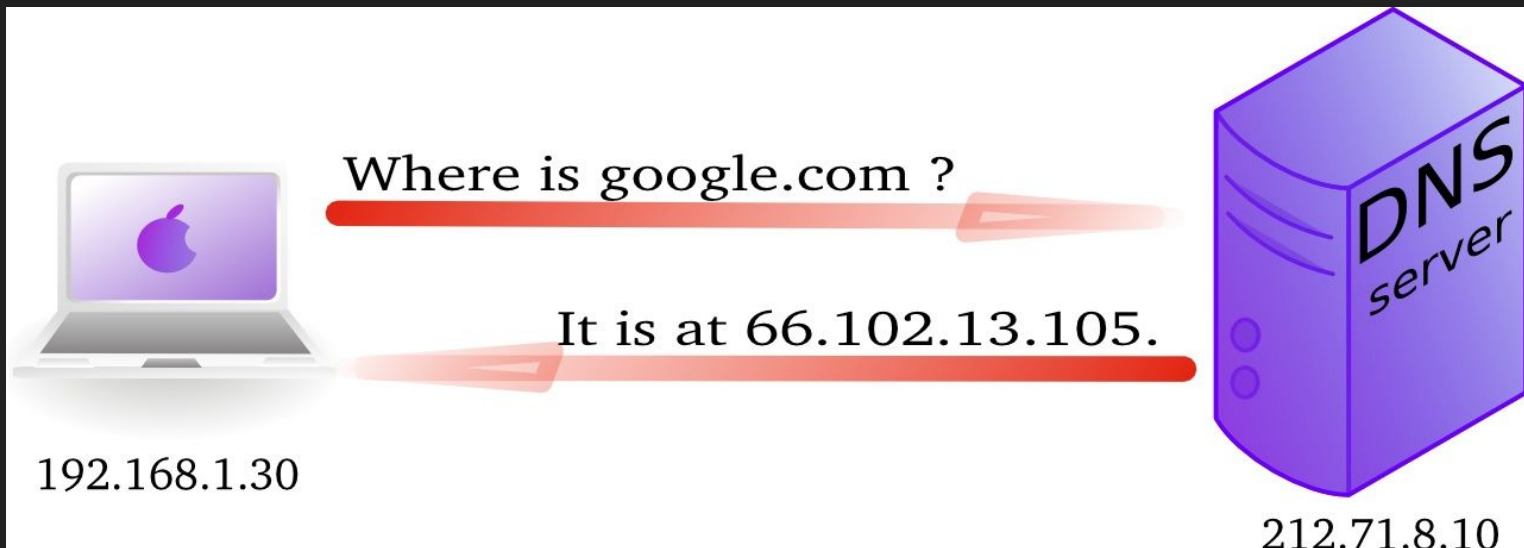 Where is google.com ?
It is at 66.102.13.105.
DNS
server
192.168.1.30
212.71.8.10